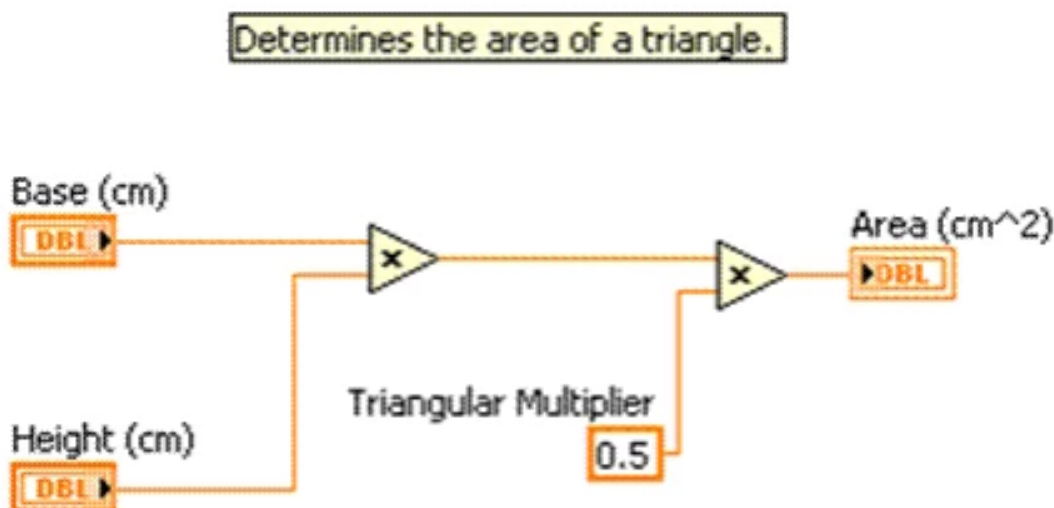 Determines the area of a triangle.
Base (cm)
DBL
×
Area (cm^2)
DBL
×
Triangular Multiplier
0.5
Height (cm)
DBL